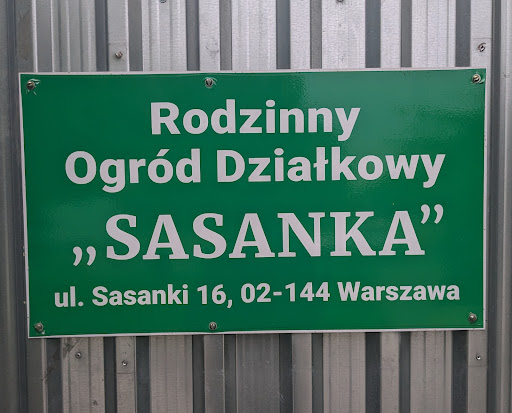 Rodzinny
Ogród Działkowy
„SASANKA”
ul. Sasanki 16, 02-144 Warszawa